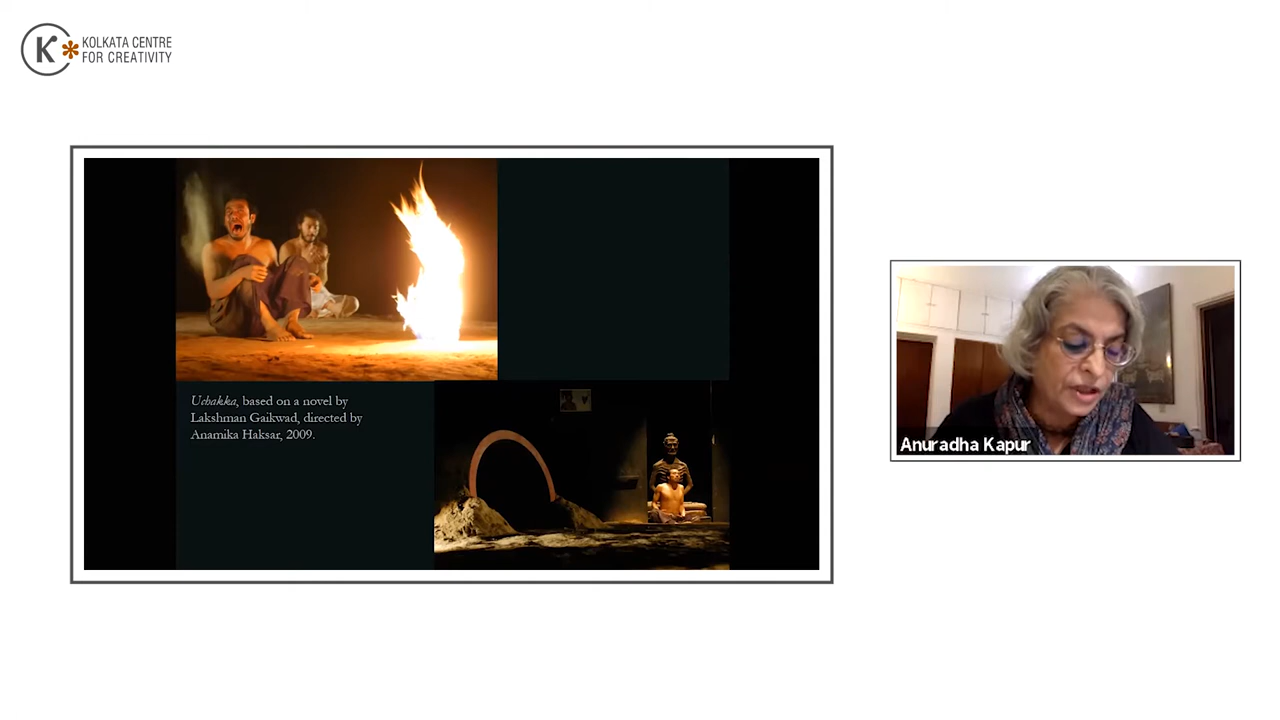 KOLKATA CENTRE
FOR CREATIVITY
Uchakka, based on a novel by
Lakshman Gaikwad, directed by
Anamika Haksar, 2009.
Anuradha Kapur